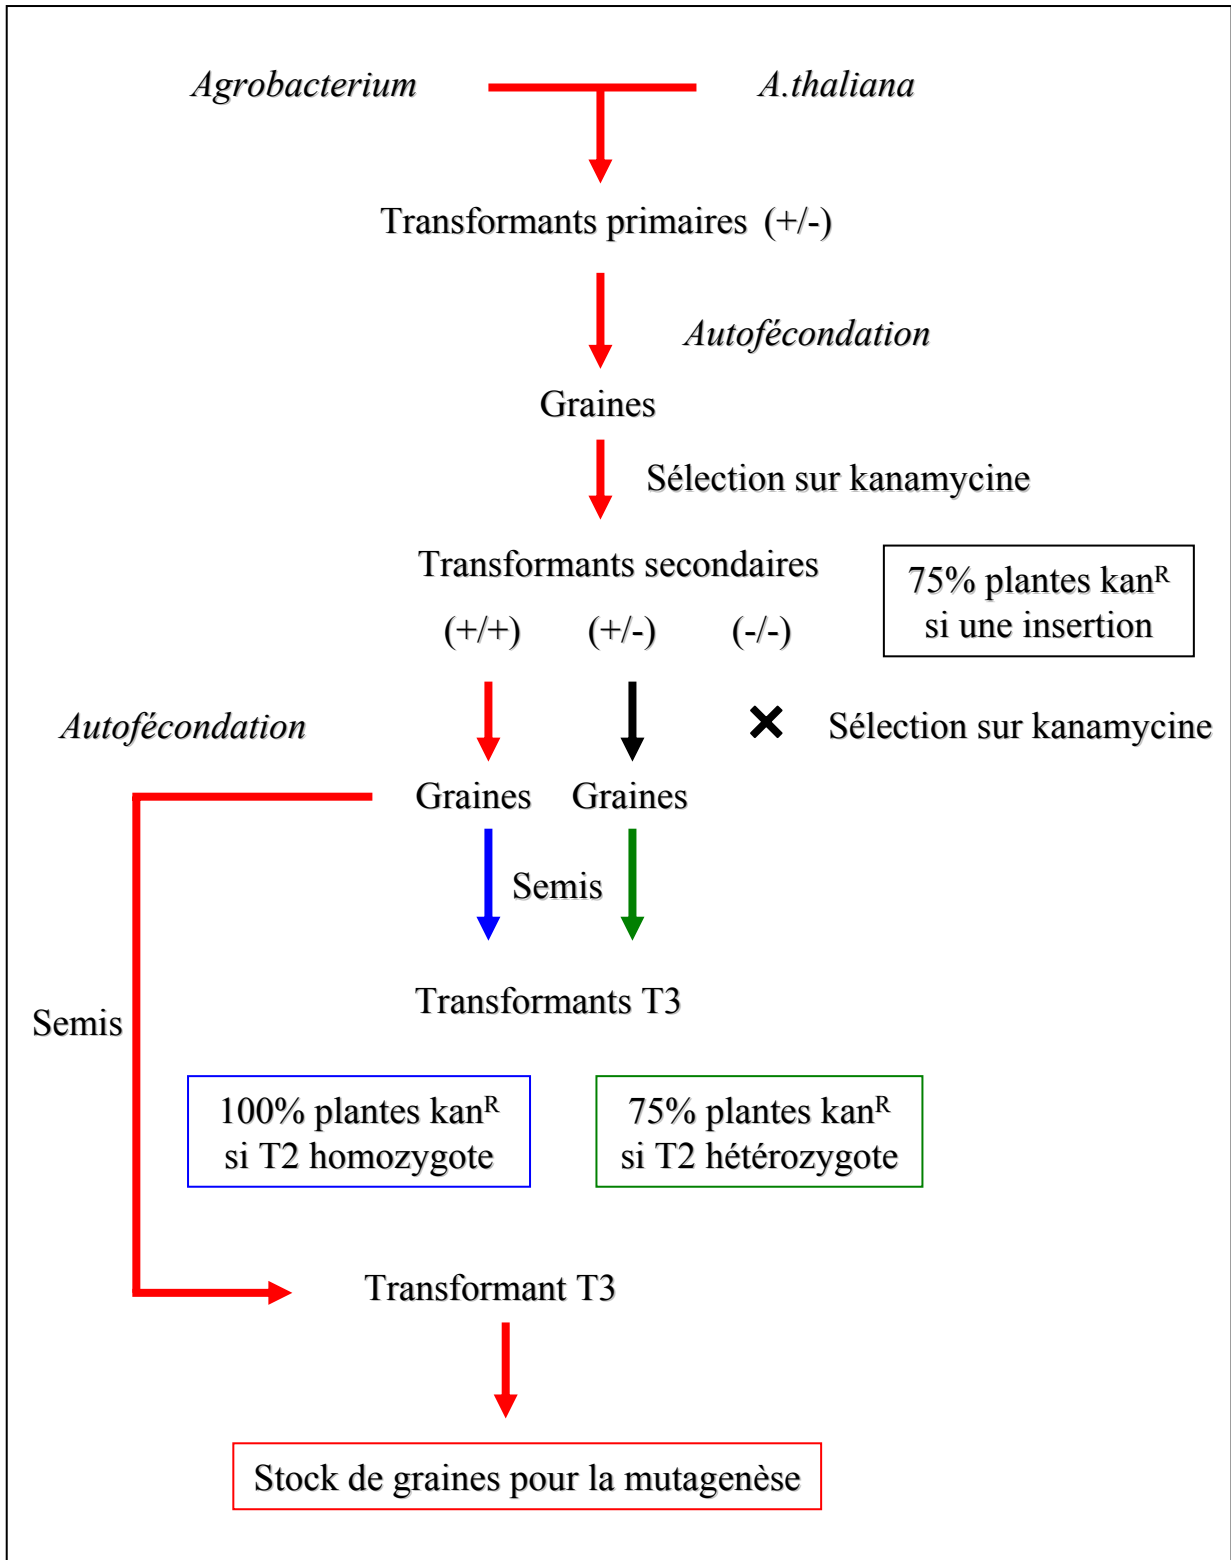 Agrobacterium
A.thaliana
Transformants primaires (+/-)
Autofécondation
Graines
Sélection sur kanamycine
Transformants secondaires
75% plantes kanᴿ
si une insertion
(+/+) (+/-) (-/-)
Autofécondation
Sélection sur kanamycine
Graines Graines
Semis
Transformants T3
Semis
100% plantes kanᴿ
si T2 homozygote
75% plantes kanᴿ
si T2 hétérozygote
Transformant T3
Stock de graines pour la mutagenèse